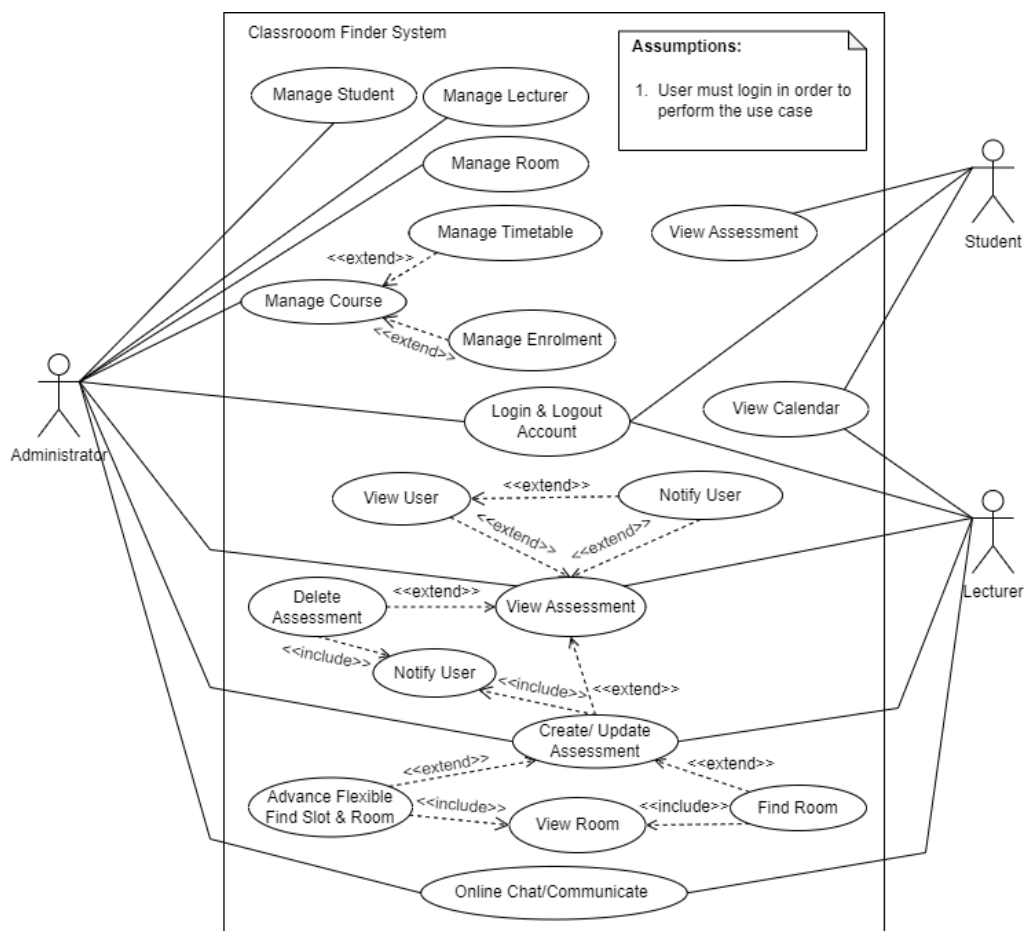 Classrooom Finder System
Assumptions:
1. User must login in order to
perform the use case
Manage Student
Manage Lecturer
Manage Room
Manage Timetable
View Assessment
Student
<<extend>>
Manage Course
<<extend>>
Manage Enrolment
Administrator
Login & Logout
Account
View Calendar
View User
<<extend>>
Notify User
<<extend>>
<<extend>>
Lecturer
Delete
Assessment
<<extend>>
View Assessment
<<include>>
Notify User
<<include>>
<<extend>>
Create/ Update
Assessment
<<extend>>
<<extend>>
Advance Flexible
Find Slot & Room
<<include>>
View Room
<<include>>
Find Room
Online Chat/Communicate